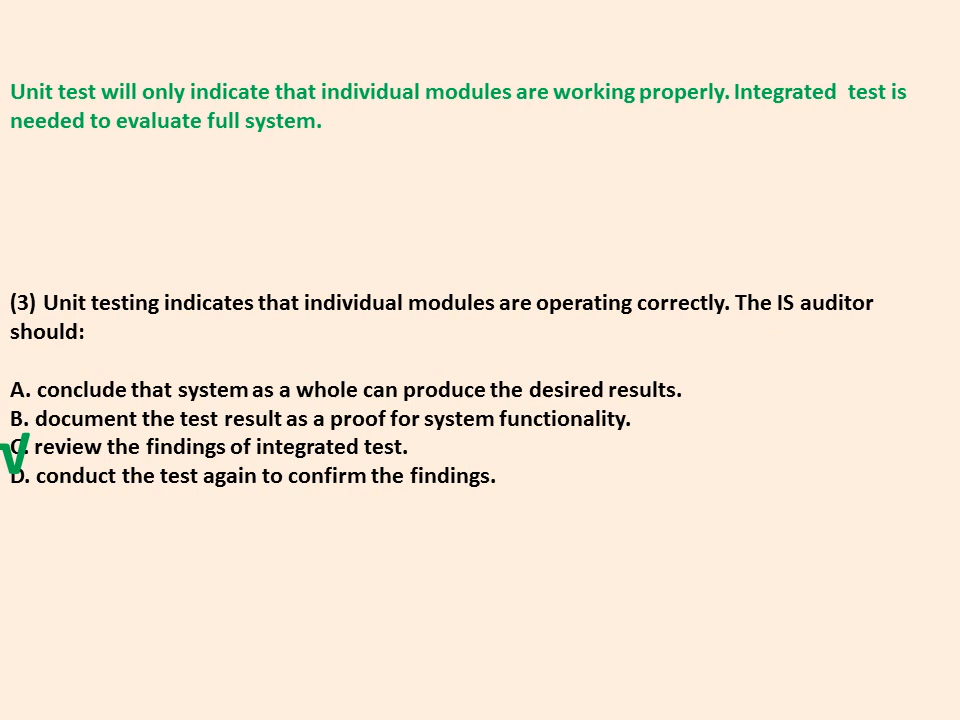 Unit test will only indicate that individual modules are working properly. Integrated test is
needed to evaluate full system.
(3) Unit testing indicates that individual modules are operating correctly. The IS auditor
should:
A. conclude that system as a whole can produce the desired results.
B. document the test result as a proof for system functionality.
C. review the findings of integrated test.
D. conduct the test again to confirm the findings.